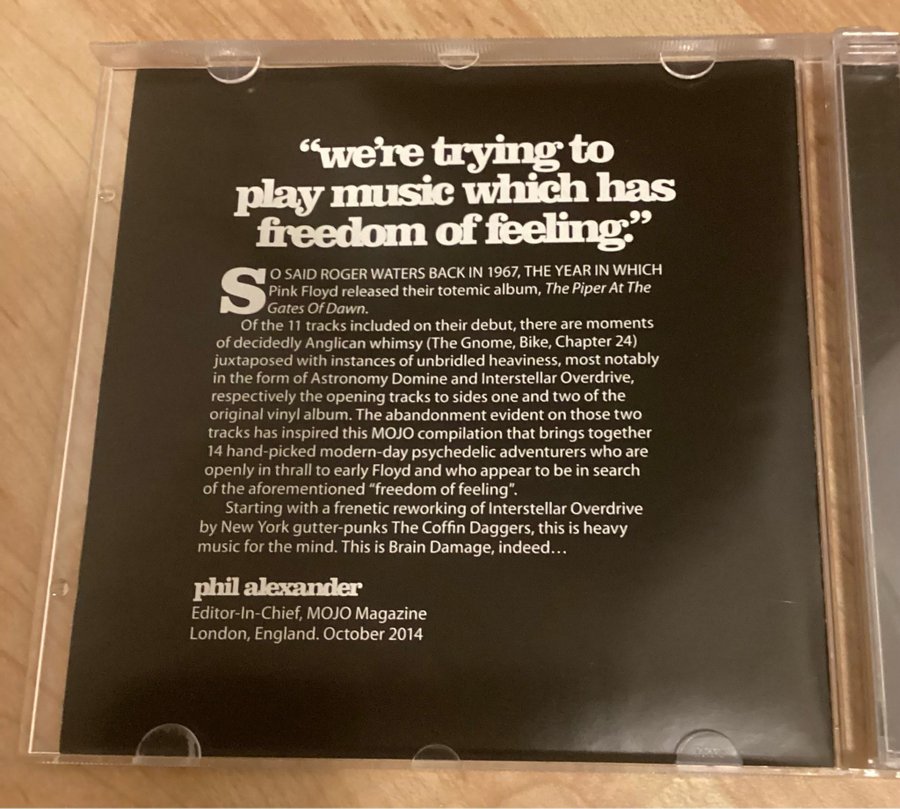 “we’re trying to
play music which has
freedom of feeling.”
SO SAID ROGER WATERS BACK IN 1967, THE YEAR IN WHICH
Pink Floyd released their totemic album, The Piper At The
Gates Of Dawn.
Of the 11 tracks included on their debut, there are moments
of decidedly Anglican whimsy (The Gnome, Bike, Chapter 24)
juxtaposed with instances of unbridled heaviness, most notably
in the form of Astronomy Domine and Interstellar Overdrive,
respectively the opening tracks to sides one and two of the
original vinyl album. The abandonment evident on those two
tracks has inspired this MOJO compilation that brings together
14 hand-picked modern-day psychedelic adventurers who are
openly in thrall to early Floyd and who appear to be in search
of the aforementioned “freedom of feeling”.
Starting with a frenetic reworking of Interstellar Overdrive
by New York gutter-punks The Coffin Daggers, this is heavy
music for the mind. This is Brain Damage, indeed…
phil alexander
Editor-In-Chief, MOJO Magazine
London, England. October 2014